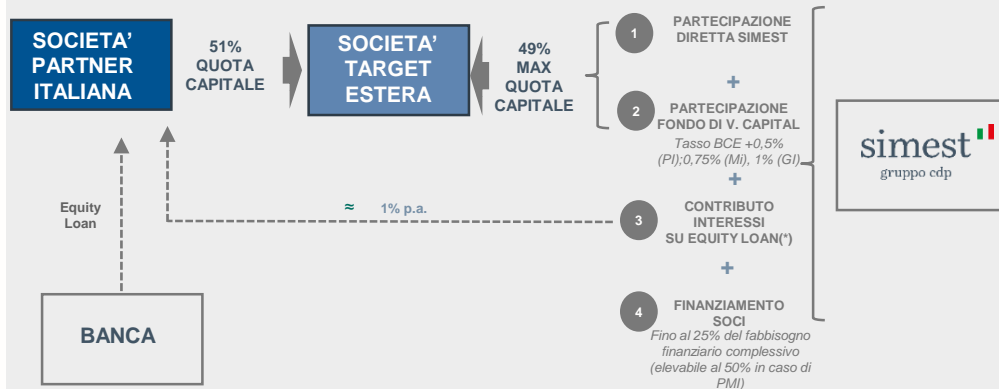 SOCIETA'
PARTNER
ITALIANA
51%
QUOTA
CAPITALE
SOCIETA'
TARGET
ESTERA
49%
MAX
QUOTA
CAPITALE
1
PARTECIPAZIONE
DIRETTA SIMEST
+
2
PARTECIPAZIONE
FONDO DI V. CAPITAL
Tasso BCE +0,5%
(PI);0,75% (Mi), 1% (GI)
+
simest
gruppo cdp
Equity
Loan
≈ 1% p.a.
3
CONTRIBUTO
INTERESSI
SU EQUITY LOAN(*)
+
BANCA
4
FINANZIAMENTO
SOCI
Fino al 25% del fabbisogno
finanziario complessivo
(elevabile al 50% in caso di
PMI)